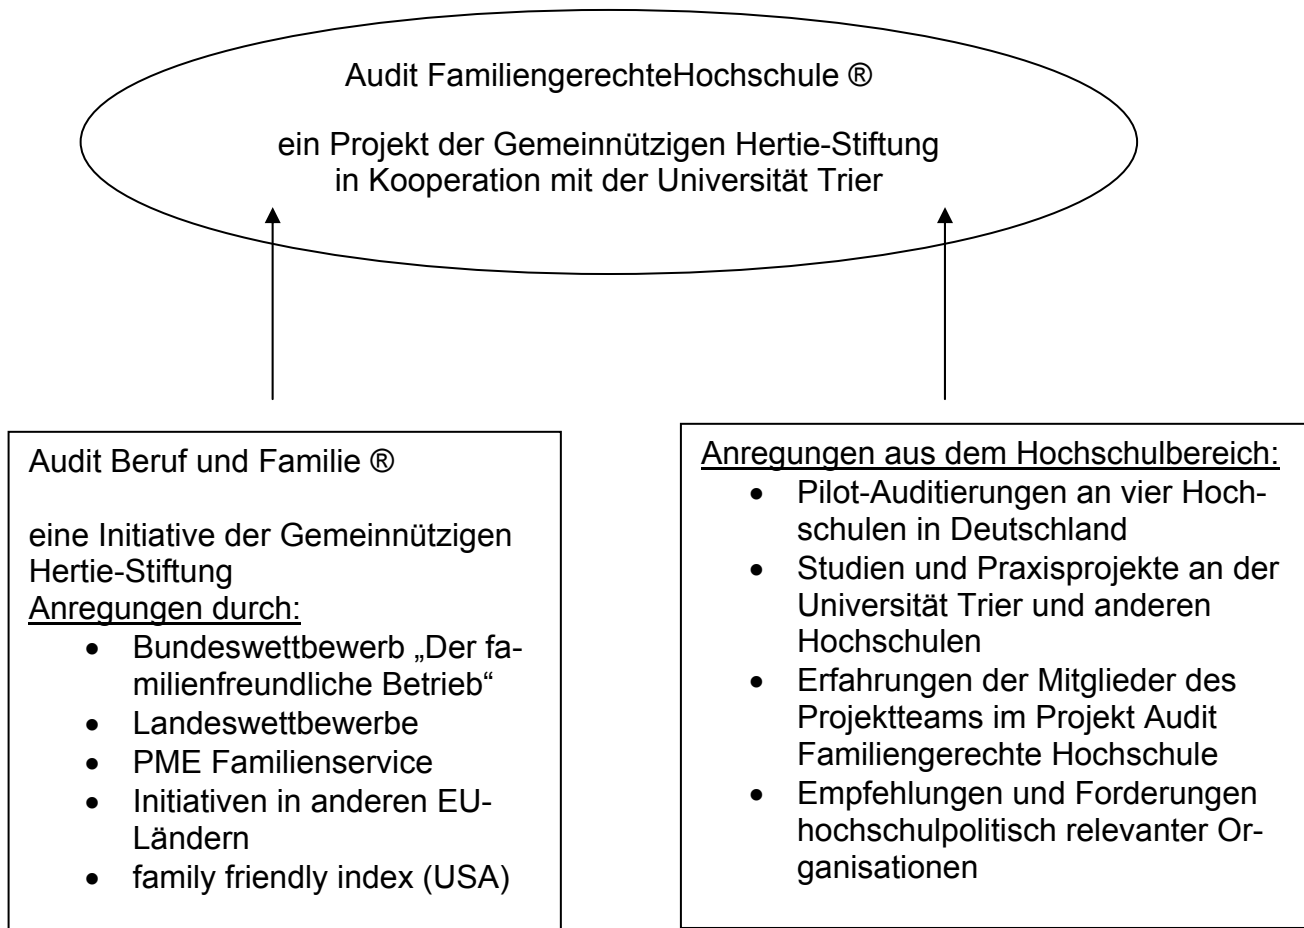 Audit FamiliengerechteHochschule ®
ein Projekt der Gemeinnützigen Hertie-Stiftung
in Kooperation mit der Universität Trier
Audit Beruf und Familie ®
eine Initiative der Gemeinnützigen
Hertie-Stiftung
Anregungen durch:
• Bundeswettbewerb „Der fa-
milienfreundliche Betrieb“
• Landeswettbewerbe
• PME Familienservice
• Initiativen in anderen EU-
Ländern
• family friendly index (USA)
Anregungen aus dem Hochschulbereich:
• Pilot-Auditierungen an vier Hoch-
schulen in Deutschland
• Studien und Praxisprojekte an der
Universität Trier und anderen
Hochschulen
• Erfahrungen der Mitglieder des
Projektteams im Projekt Audit
Familiengerechte Hochschule
• Empfehlungen und Forderungen
hochschulpolitisch relevanter Or-
ganisationen